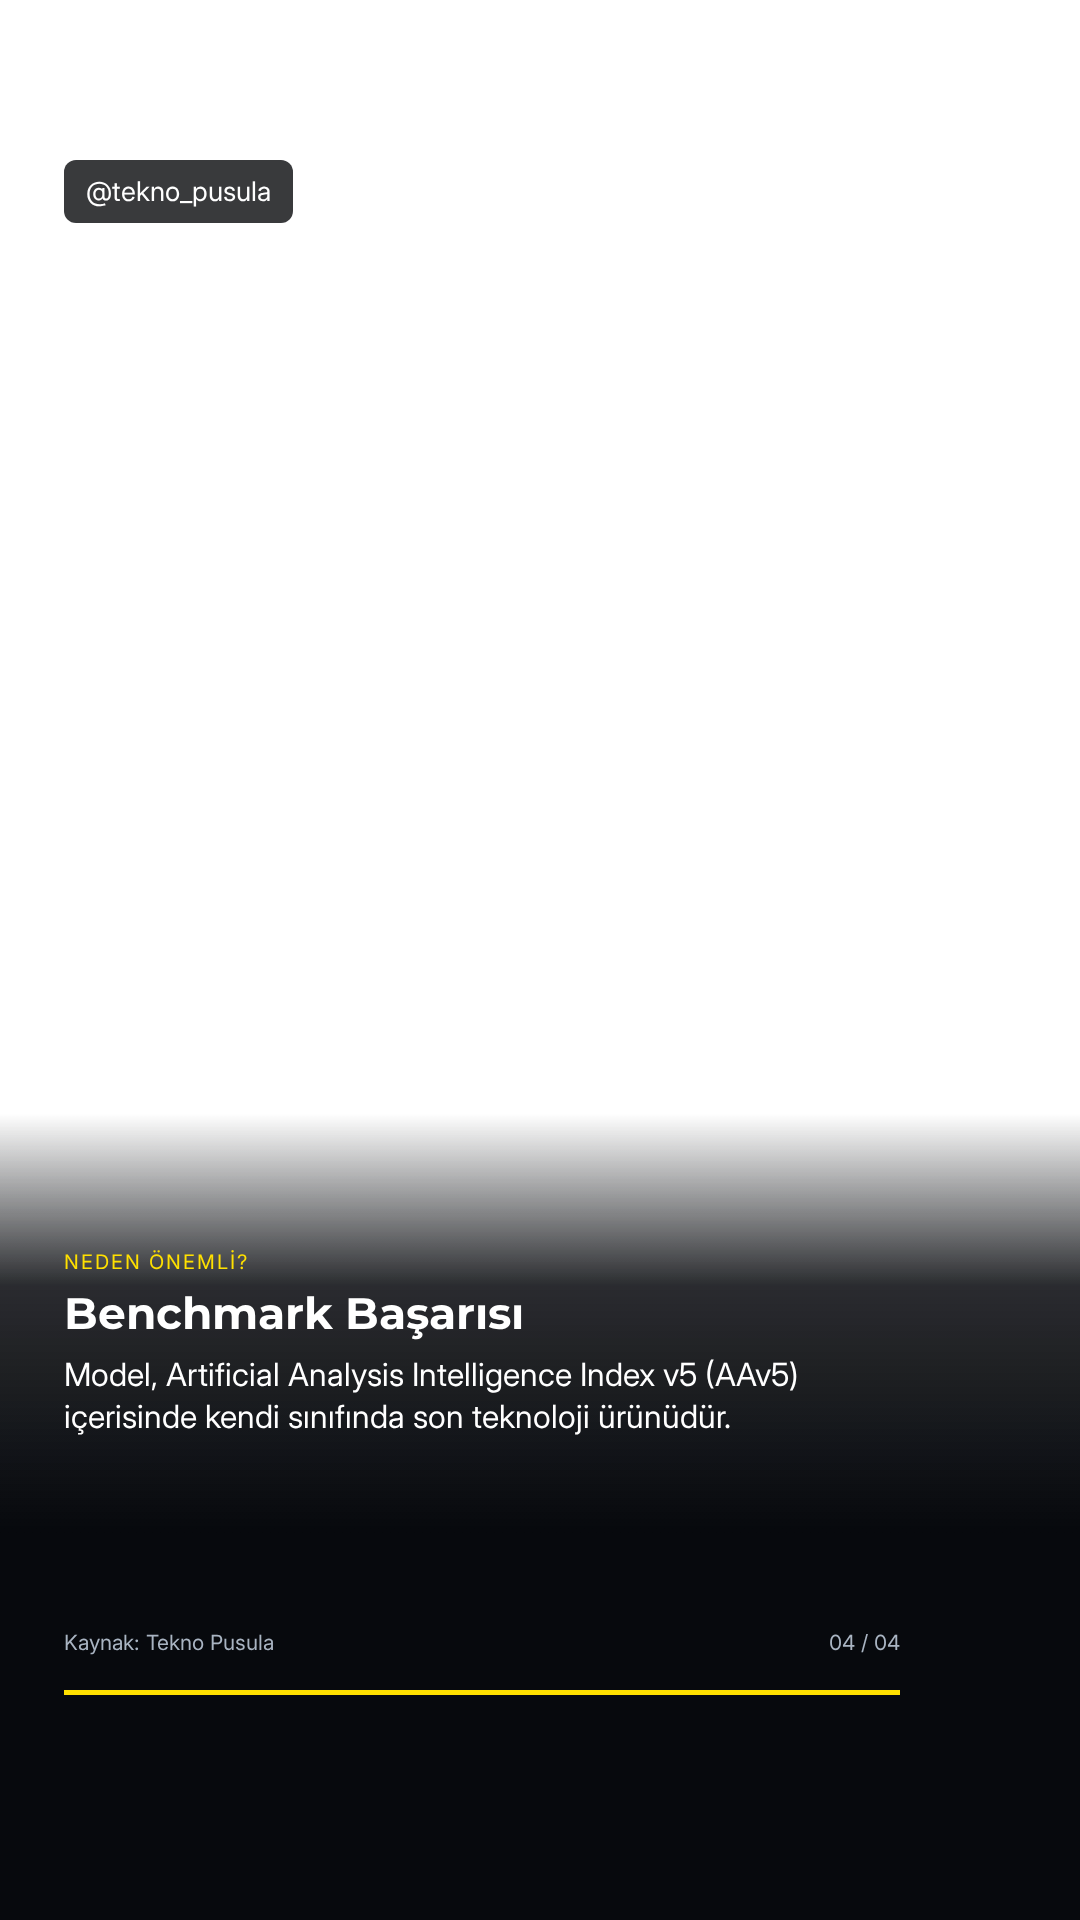 @tekno_pusula
NEDEN ÖNEMLİ?
Benchmark Başarısı
Model, Artificial Analysis Intelligence Index v5 (AAv5)
içerisinde kendi sınıfında son teknoloji ürünüdür.
Kaynak: Tekno Pusula
04 / 04